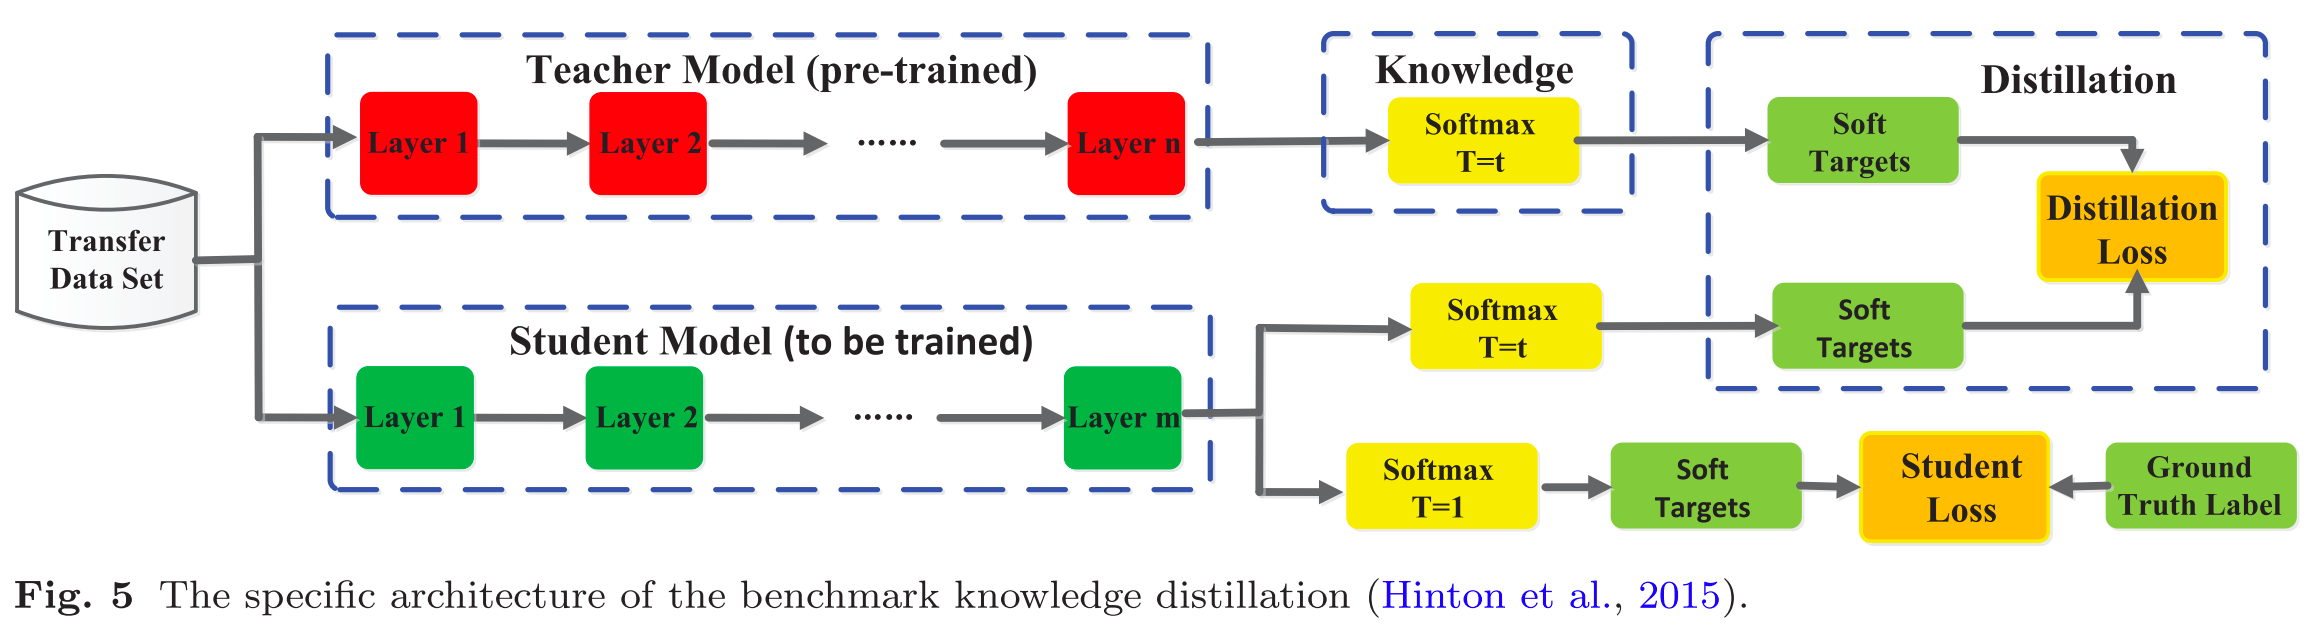 Teacher Model (pre-trained)
Layer 1
Layer 2
......
Layer n
Knowledge
Softmax
T=t
Distillation
Soft
Targets
Distillation
Loss
Transfer
Data Set
Student Model (to be trained)
Layer 1
Layer 2
......
Layer m
Softmax
T=t
Soft
Targets
Softmax
T=1
Soft
Targets
Student
Loss
Ground
Truth Label
Fig. 5 The specific architecture of the benchmark knowledge distillation (Hinton et al., 2015).